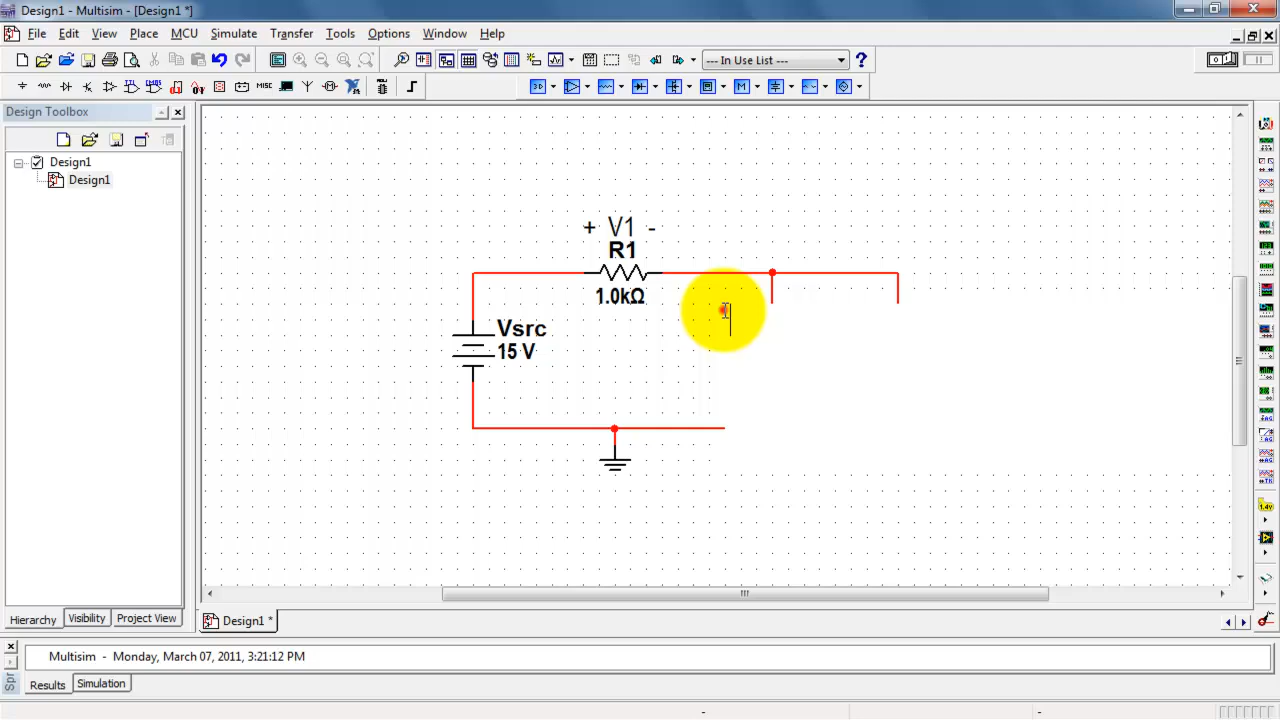 Design1 - Multisim - [Design1 *]
File Edit View Place MCU Simulate Transfer Tools Options Window Help
--- In Use List ---
Design Toolbox
Design1
Design1
+ V1 -
R1
1.0kΩ
Vsrc
15 V
Hierarchy Visibility Project View
Design1 *
Multisim - Monday, March 07, 2011, 3:21:12 PM
Results Simulation
Spr